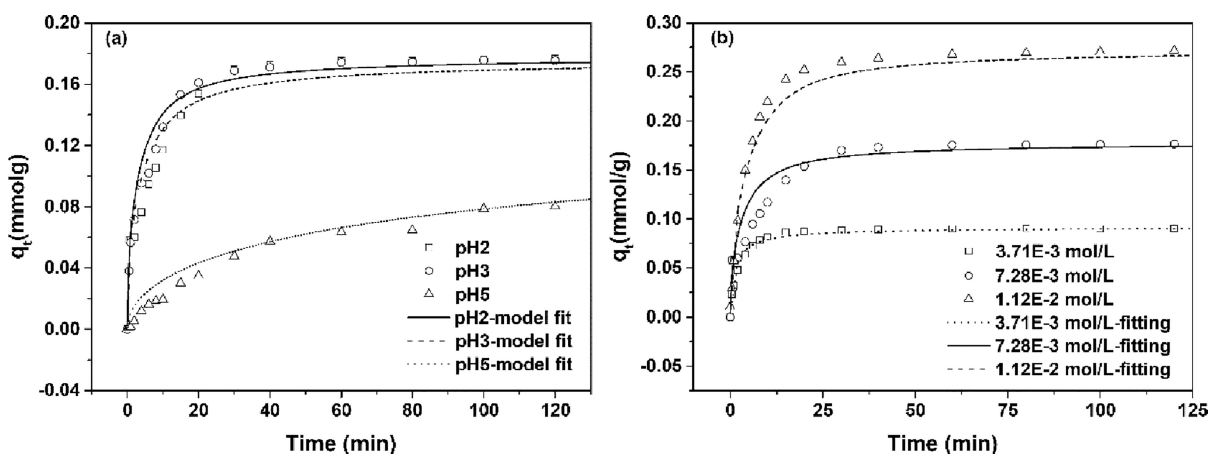 (a)
0.20
0.16
0.12
0.08
0.04
0.00
-0.04
qt(mmolg)
0 20 40 60 80 100 120
Time (min)
pH2
pH3
pH5
pH2-model fit
pH3-model fit
pH5-model fit
(b)
0.30
0.25
0.20
0.15
0.10
0.05
0.00
-0.05
qt(mmol/g)
0 25 50 75 100 125
Time (min)
3.71E-3 mol/L
7.28E-3 mol/L
1.12E-2 mol/L
3.71E-3 mol/L-fitting
7.28E-3 mol/L-fitting
1.12E-2 mol/L-fitting